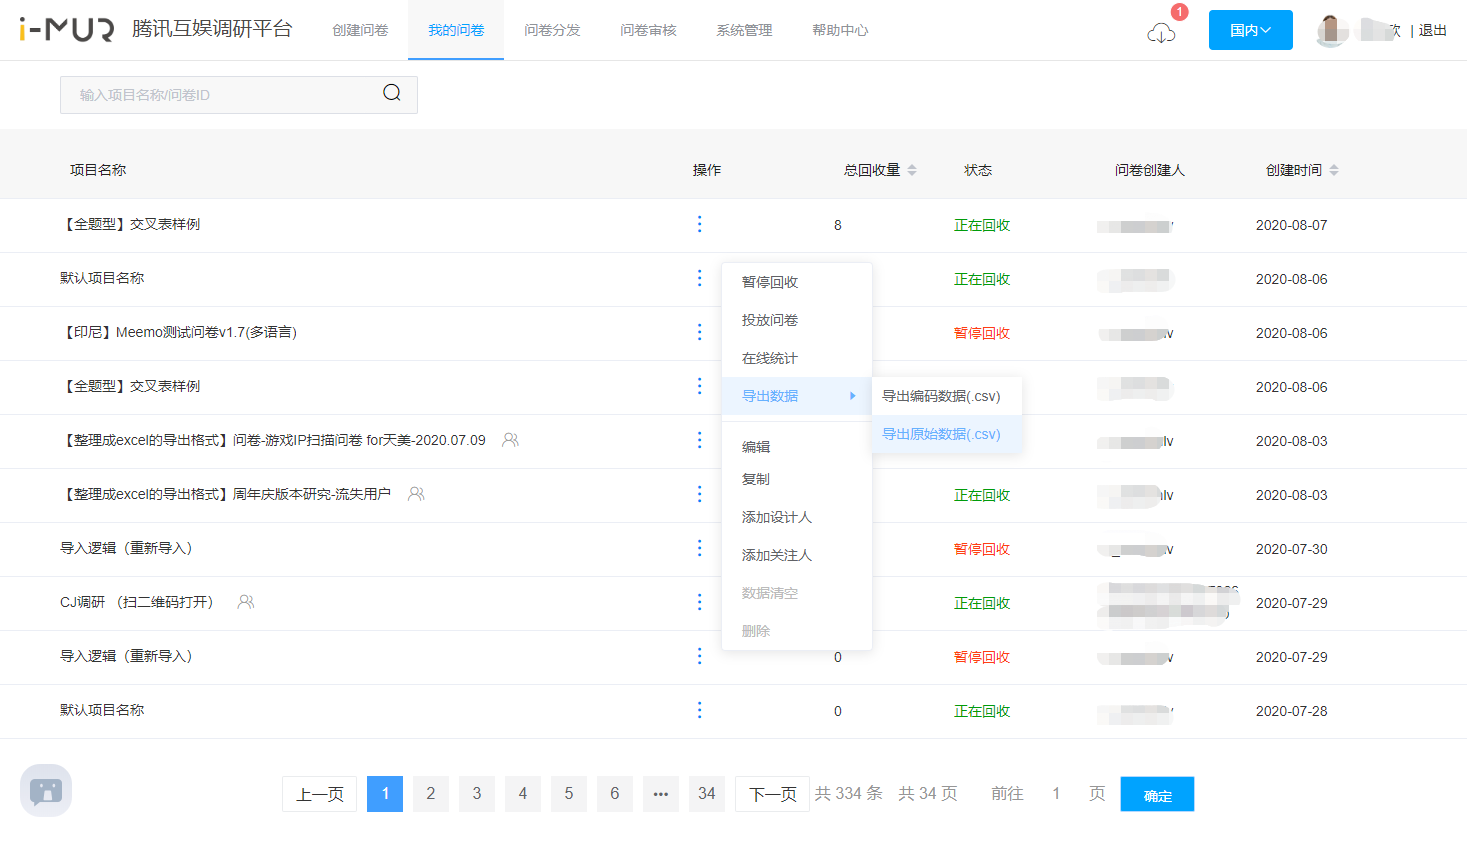 i-MUR 腾讯互娱调研平台 创建问卷 我的问卷 问卷分发 问卷审核 系统管理 帮助中心 1 国内 欢 | 退出
输入项目名称/问卷ID
项目名称 操作 总回收量 状态 问卷创建人 创建时间
【全题型】交叉表样例 8 正在回收 2020-08-07
默认项目名称 正在回收 2020-08-06
【印尼】Meemo测试问卷v1.7(多语言) 暂停回收 2020-08-06
【全题型】交叉表样例 正在回收 2020-08-06
【整理成excel的导出格式】问卷-游戏IP扫描问卷 for天美-2020.07.09 lv 2020-08-03
【整理成excel的导出格式】周年庆版本研究-流失用户 正在回收 lv 2020-08-03
导入逻辑（重新导入） 暂停回收 2020-07-30
CJ调研 （扫二维码打开） 正在回收 2020-07-29
导入逻辑（重新导入） 0 暂停回收 2020-07-29
默认项目名称 0 正在回收 2020-07-28
暂停回收
投放问卷
在线统计
导出数据
导出编码数据(.csv)
导出原始数据(.csv)
编辑
复制
添加设计人
添加关注人
数据清空
删除
上一页 1 2 3 4 5 6 ••• 34 下一页 共 334 条 共 34 页 前往 1 页 确定